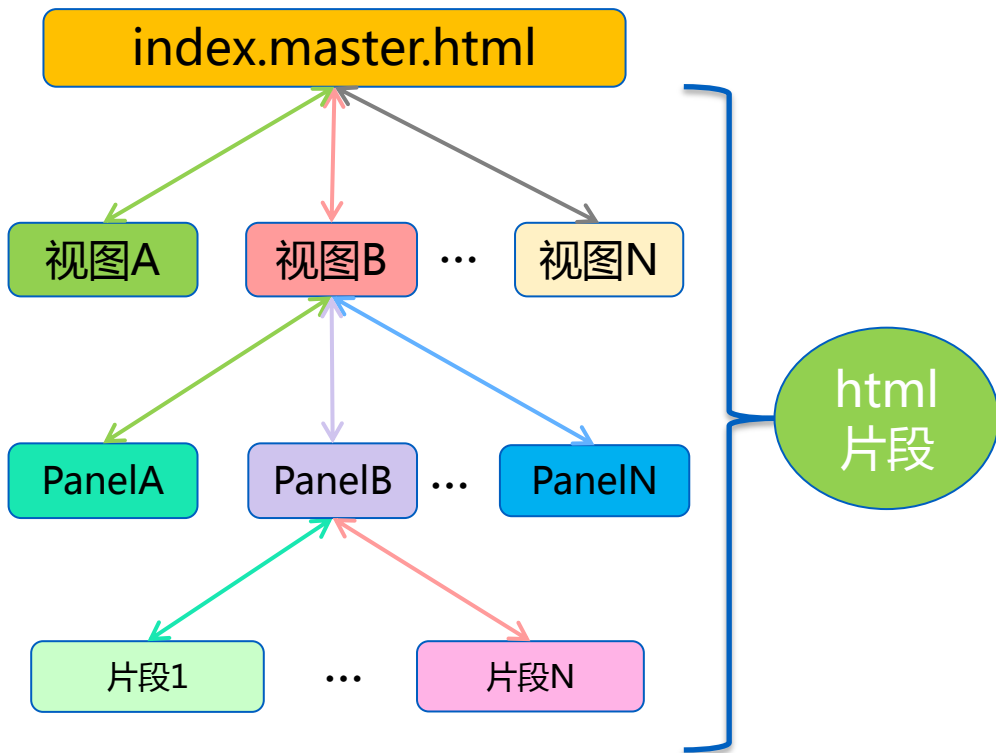 index.master.html
视图A
视图B
...
视图N
html
片段
PanelA
PanelB
...
PanelN
片段1
...
片段N